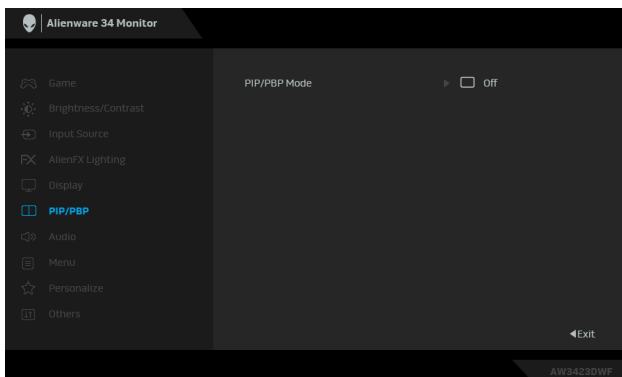 Alienware 34 Monitor
Game
PIP/PBP Mode
Off
Brightness/Contrast
Input Source
FX AlienFX Lighting
Display
PIP/PBP
Audio
Menu
Personalize
Others
Exit
AW3423DWF